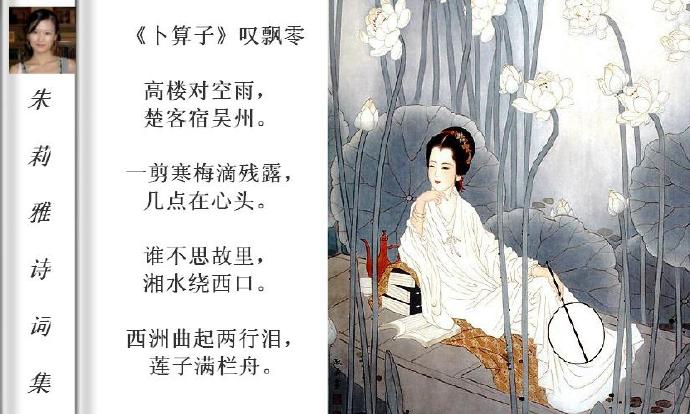 朱莉雅诗词集
《卜算子》叹飘零
高楼对空雨，
楚客宿吴州。
一剪寒梅滴残露，
几点在心头。
谁不思故里，
湘水绕西口。
西洲曲起两行泪，
莲子满栏舟。